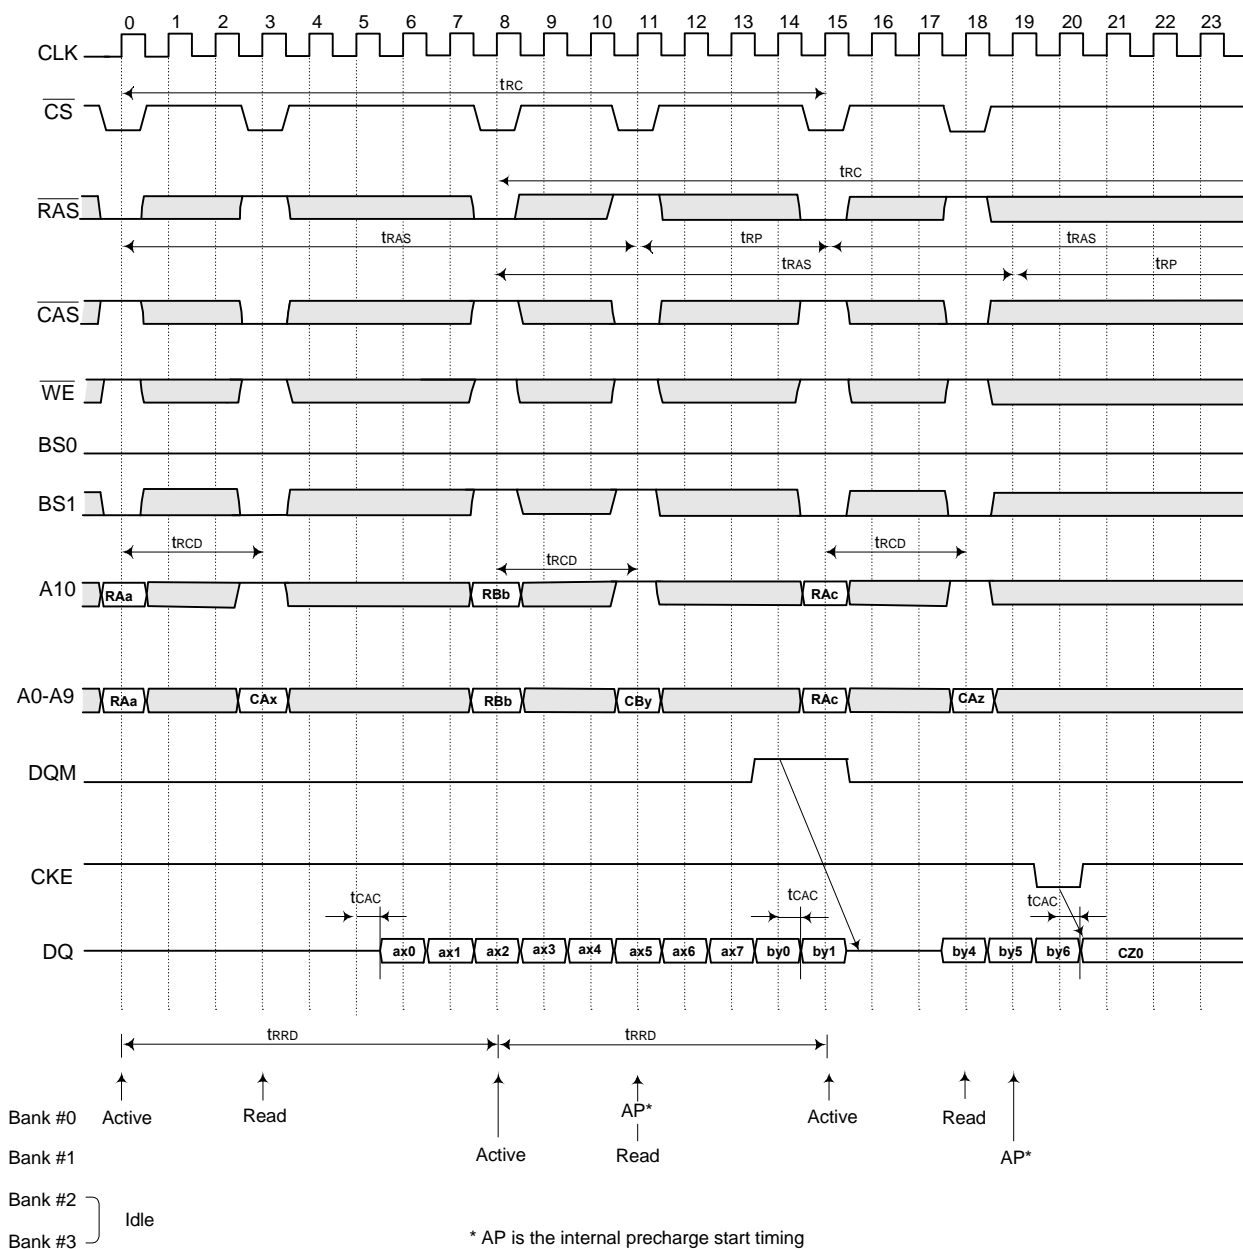 0 1 2 3 4 5 6 7 8 9 10 11 12 13 14 15 16 17 18 19 20 21 22 23
CLK
tRC
CS
tRC
RAS
tRAS tRP tRAS
tRAS tRP
CAS
WE
BS0
BS1
tRCD tRCD tRCD
A10 RAa RBb RAc
A0-A9 RAa CAx RBb CBy RAc CAz
DQM
CKE
tCAC tCAC tCAC
DQ ax0 ax1 ax2 ax3 ax4 ax5 ax6 ax7 by0 by1 by4 by5 by6 CZ0
tRRD tRRD
Bank #0 Active Read AP* Active Read
Bank #1 Active Read AP*
Bank #2
Idle
Bank #3
* AP is the internal precharge start timing